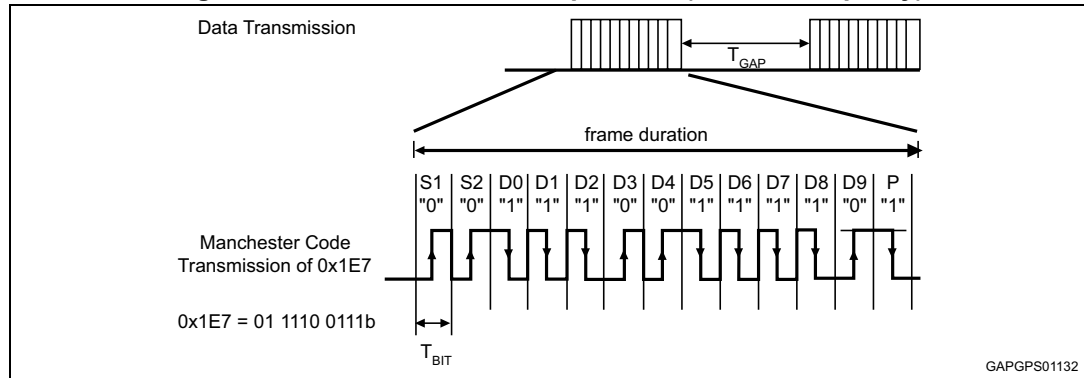 Data Transmission
T GAP
frame duration
S1 S2 D0 D1 D2 D3 D4 D5 D6 D7 D8 D9 P
"0" "0" "1" "1" "1" "0" "0" "1" "1" "1" "1" "0" "1"
Manchester Code
Transmission of 0x1E7
0x1E7 = 01 1110 0111b
T BIT
GAPGPS01132